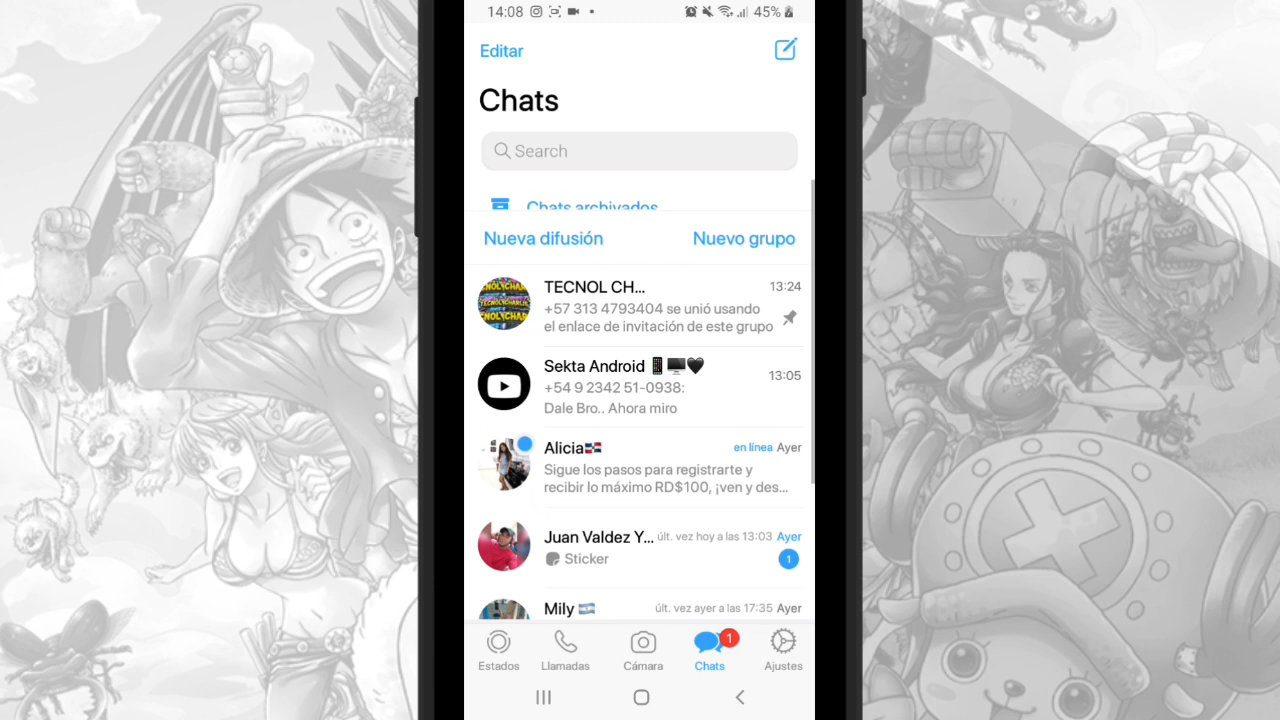 14:08
45%
Editar
Chats
Search
Chats archivados
Nueva difusión
Nuevo grupo
TECNOL CH...
13:24
+57 313 4793404 se unió usando
el enlace de invitación de este grupo
Sekta Android 📱🖥️🖤
13:05
+54 9 2342 51-0938:
Dale Bro.. Ahora miro
Alicia🇩🇴
en línea Ayer
Sigue los pasos para registrarte y
recibir lo máximo RD$100, ¡ven y des...
Juan Valdez Y...
últ. vez hoy a las 13:03 Ayer
Sticker
1
Mily 🇦🇷
últ. vez ayer a las 17:35 Ayer
1
Estados
Llamadas
Cámara
Chats
Ajustes